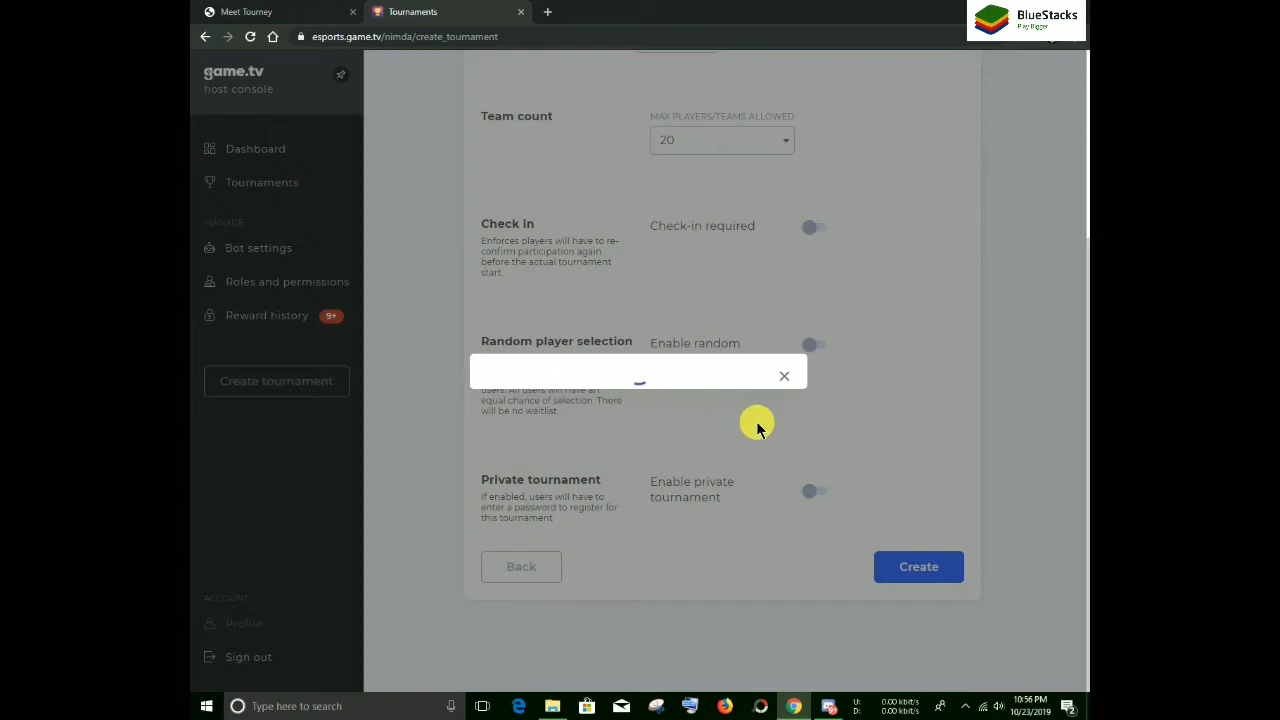 Meet Tourney
Tournaments
BlueStacks
Play Bigger
esports.game.tv/nimda/create_tournament
game.tv
host console
Dashboard
Tournaments
MANAGE
Bot settings
Roles and permissions
Reward history 9+
Create tournament
ACCOUNT
Profile
Sign out
Team count
MAX PLAYERS/TEAMS ALLOWED
20
Check in
Enforces players will have to re-
confirm participation again
before the actual tournament
start.
Check-in required
Random player selection
users. All users will have an
equal chance of selection. There
will be no waitlist.
Enable random
Private tournament
If enabled, users will have to
enter a password to register for
this tournament
Enable private
tournament
Back
Create
Type here to search
U: 0.00 kbit/s
D: 0.00 kbit/s
10:56 PM
10/23/2019
2